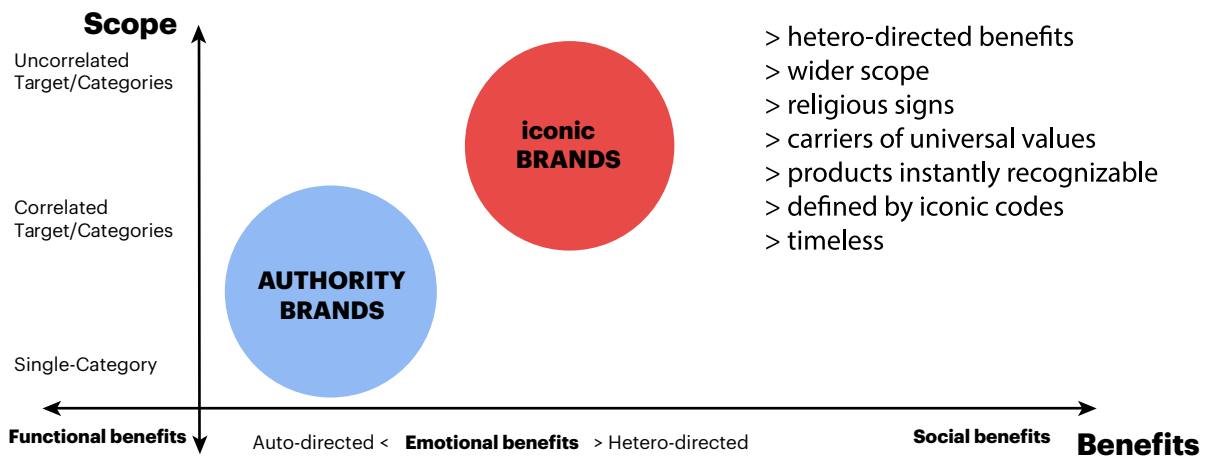 Scope
Uncorrelated
Target/Categories
Correlated
Target/Categories
Single-Category
iconic
BRANDS
AUTHORITY
BRANDS
> hetero-directed benefits
> wider scope
> religious signs
> carriers of universal values
> products instantly recognizable
> defined by iconic codes
> timeless
Functional benefits
Auto-directed < Emotional benefits > Hetero-directed
Social benefits
Benefits